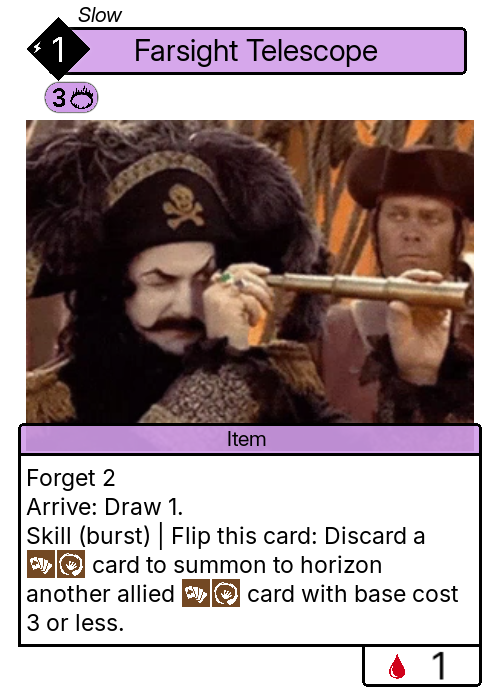 Slow
1
Farsight Telescope
3
Item
Forget 2
Arrive: Draw 1.
Skill (burst) | Flip this card: Discard a
card to summon to horizon
another allied card with base cost
3 or less.
1